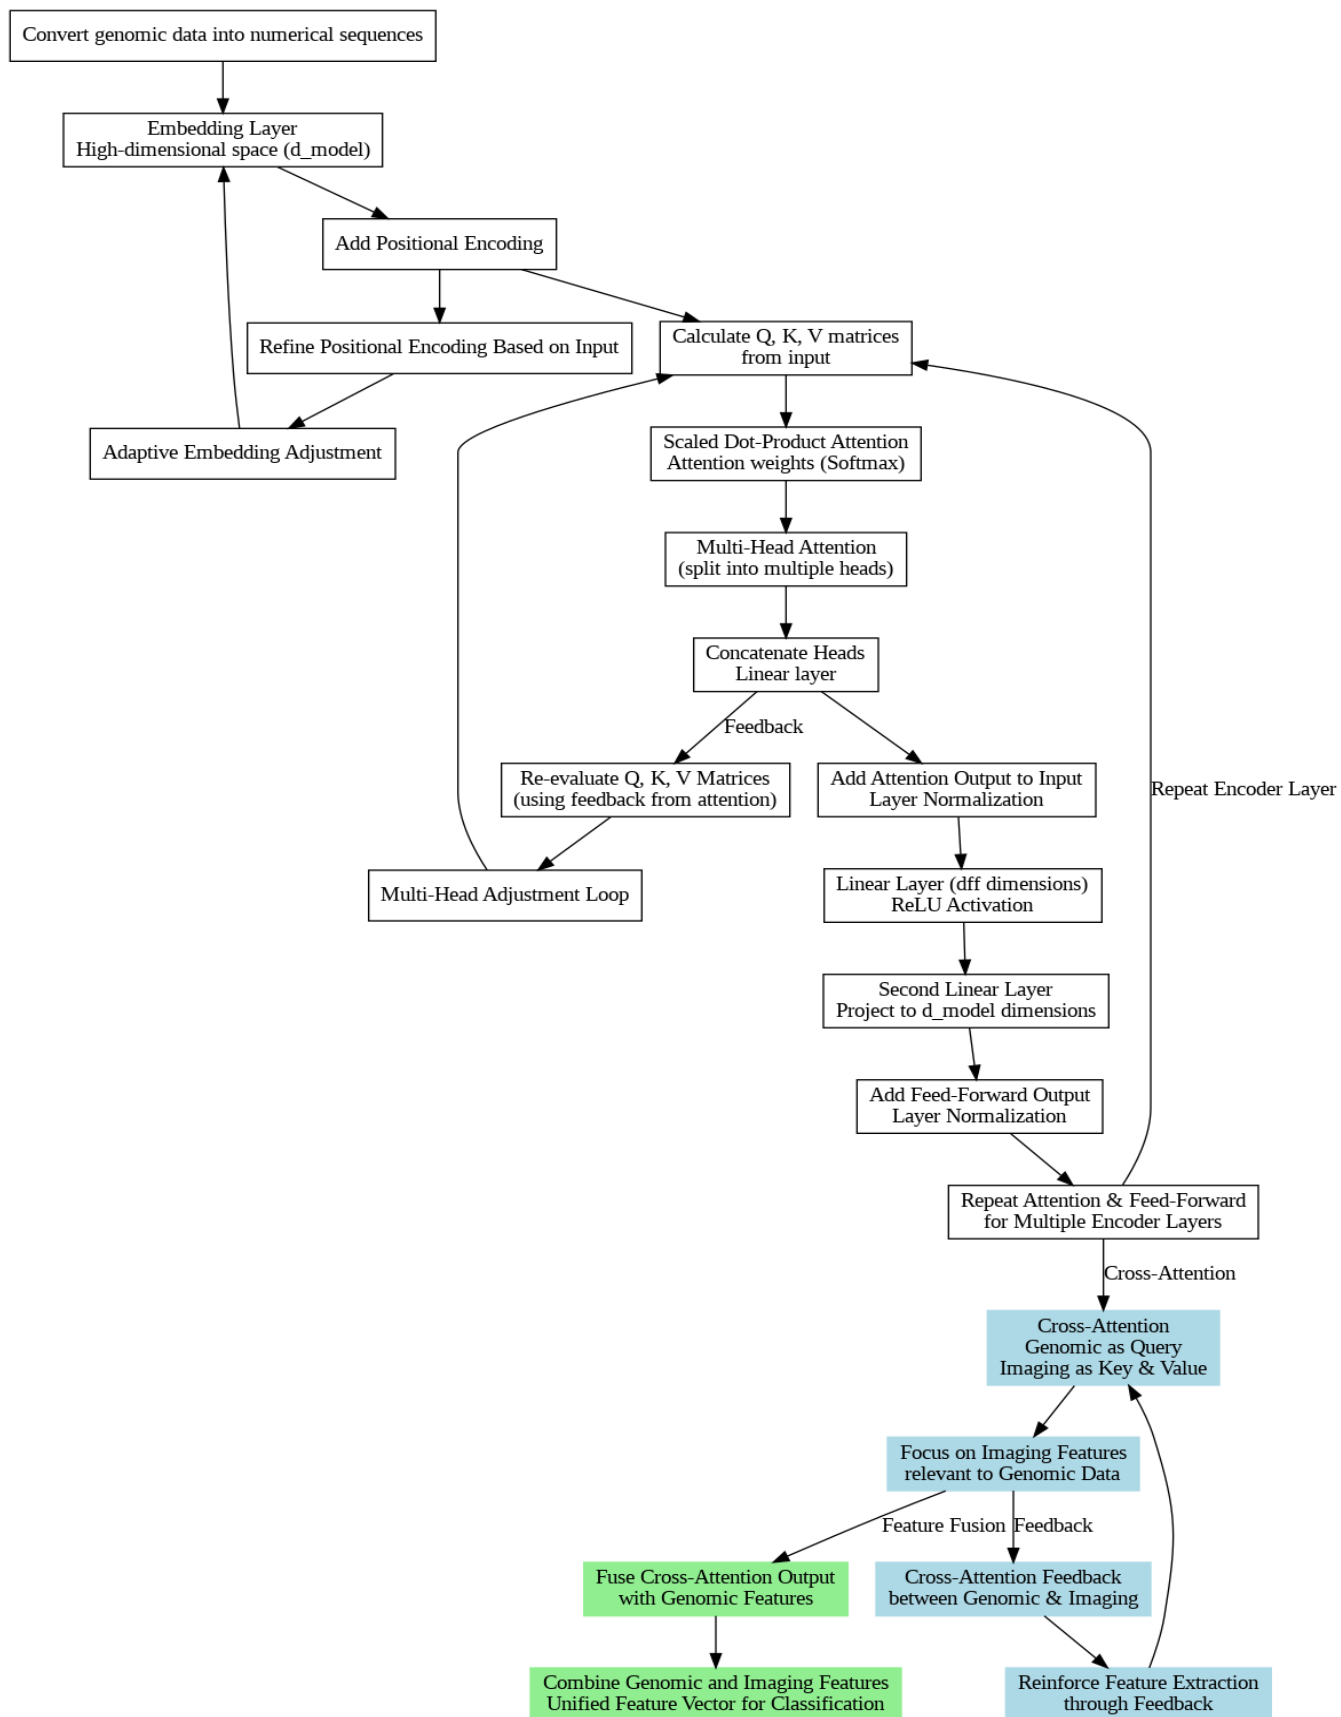 Convert genomic data into numerical sequences
Embedding Layer
High-dimensional space (d_model)
Add Positional Encoding
Refine Positional Encoding Based on Input
Calculate Q, K, V matrices
from input
Adaptive Embedding Adjustment
Scaled Dot-Product Attention
Attention weights (Softmax)
Multi-Head Attention
(split into multiple heads)
Concatenate Heads
Linear layer
Feedback
Re-evaluate Q, K, V Matrices
(using feedback from attention)
Add Attention Output to Input
Layer Normalization
Repeat Encoder Layer
Multi-Head Adjustment Loop
Linear Layer (dff dimensions)
ReLU Activation
Second Linear Layer
Project to d_model dimensions
Add Feed-Forward Output
Layer Normalization
Repeat Attention & Feed-Forward
for Multiple Encoder Layers
Cross-Attention
Cross-Attention
Genomic as Query
Imaging as Key & Value
Focus on Imaging Features
relevant to Genomic Data
Feature Fusion
Feedback
Fuse Cross-Attention Output
with Genomic Features
Cross-Attention Feedback
between Genomic & Imaging
Combine Genomic and Imaging Features
Unified Feature Vector for Classification
Reinforce Feature Extraction
through Feedback